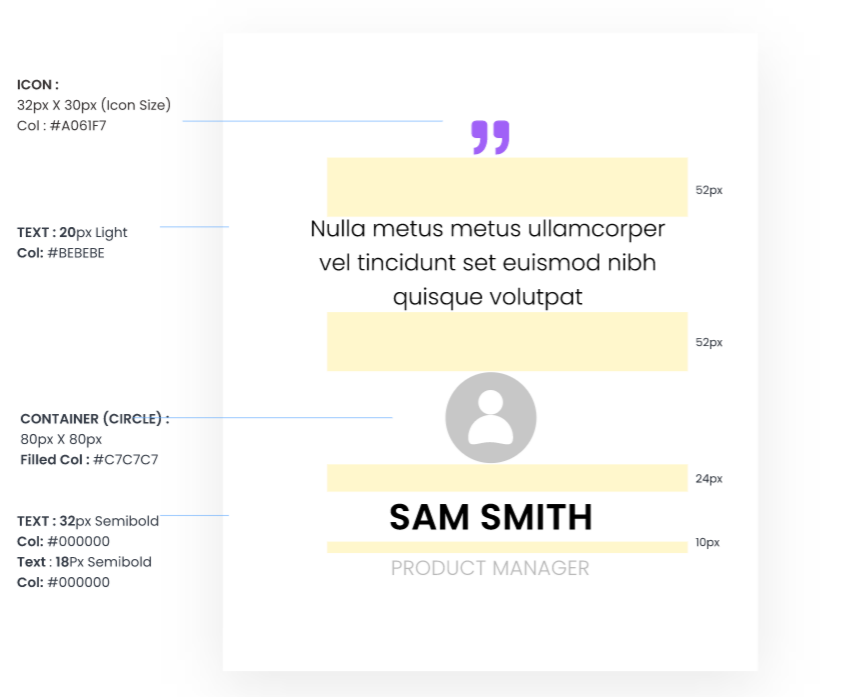 ICON :
32px X 30px (Icon Size)
Col : #A061F7
52px
TEXT : 20px Light
Col: #BEBEBE
Nulla metus metus ullamcorper
vel tincidunt set euismod nibh
quisque volutpat
52px
CONTAINER (CIRCLE) :
80px X 80px
Filled Col : #C7C7C7
24px
TEXT : 32px Semibold
Col: #000000
Text : 18Px Semibold
Col: #000000
SAM SMITH
10px
PRODUCT MANAGER